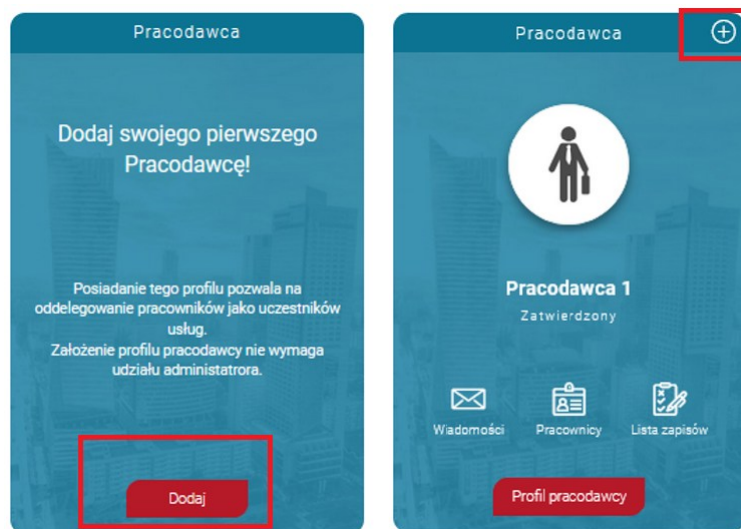 Pracodawca
Dodaj swojego pierwszego
Pracodawcę!
Posiadanie tego profilu pozwala na
oddelegowanie pracowników jako uczestników
usług.
Założenie profilu pracodawcy nie wymaga
udziału administatrora.
Dodaj
Pracodawca
Pracodawca 1
Zatwierdzony
Wiadomości Pracownicy Lista zapisów
Profil pracodawcy